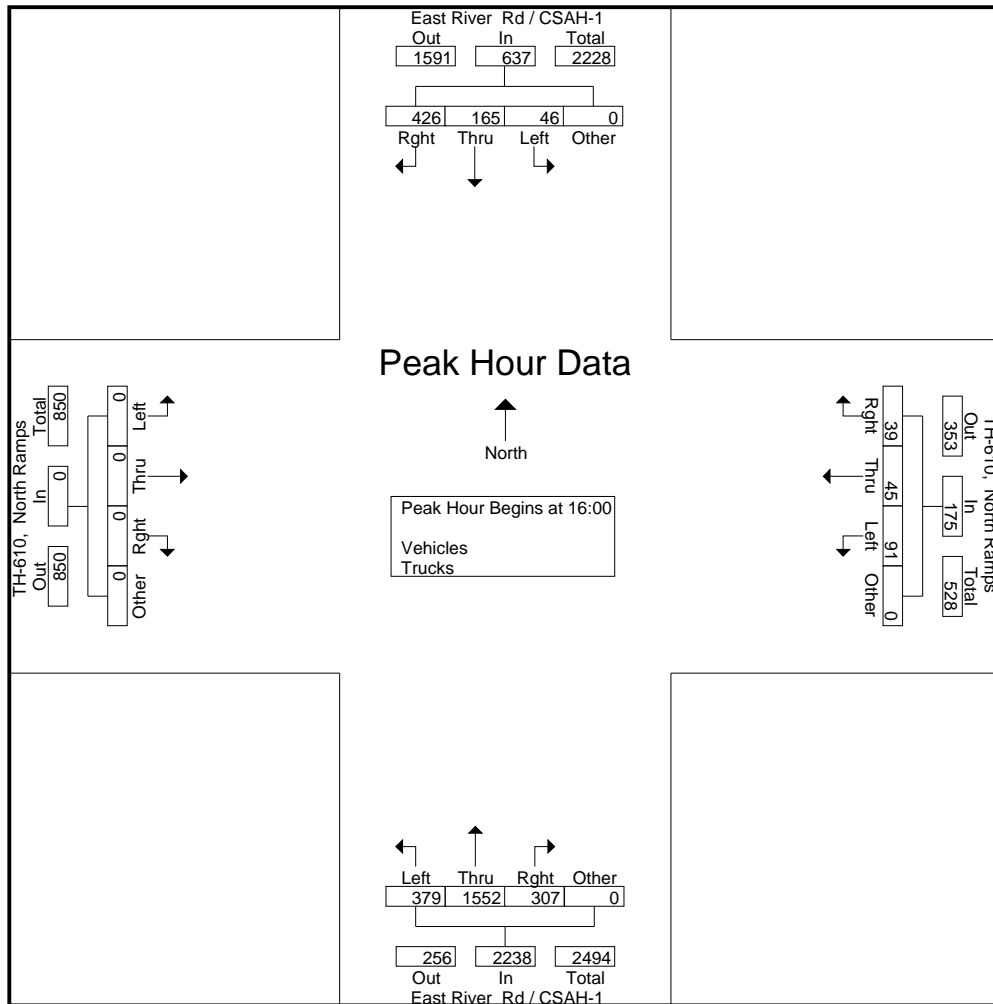 East River Rd / CSAH-1
Out In Total
1591 637 2228
426 165 46 0
Rght Thru Left Other
Peak Hour Data
North
Peak Hour Begins at 16:00
Vehicles
Trucks
TH-610, North Ramps
Out In Total
850 0 850
Left Thru Rght Other
0 0 0 0
TH-610, North Ramps
Out In Total
353 175 528
Rght Thru Left Other
39 45 91 0
Left Thru Rght Other
379 1552 307 0
256 2238 2494
Out In Total
East River Rd / CSAH-1